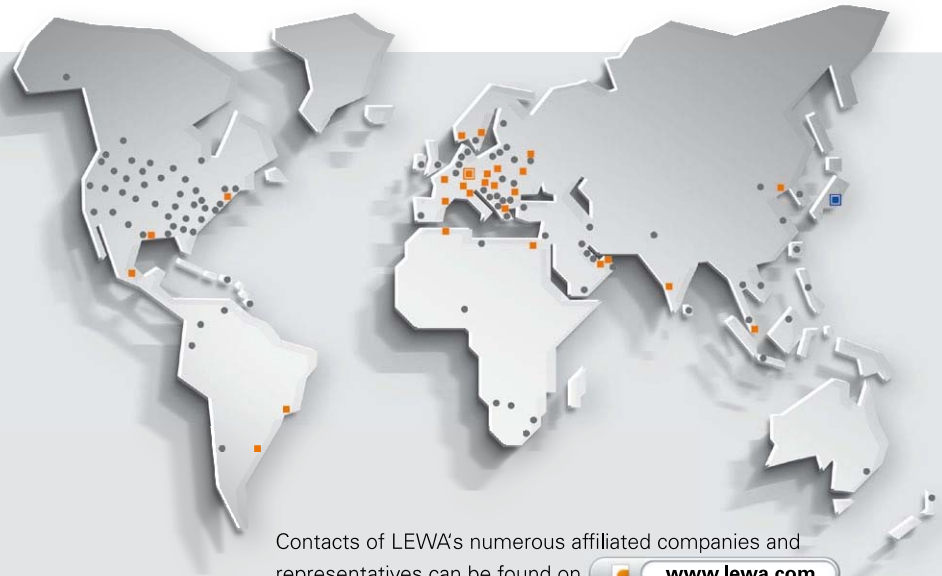 Contacts of LEWA's numerous affiliated companies and
representatives can be found on www.lewa.com